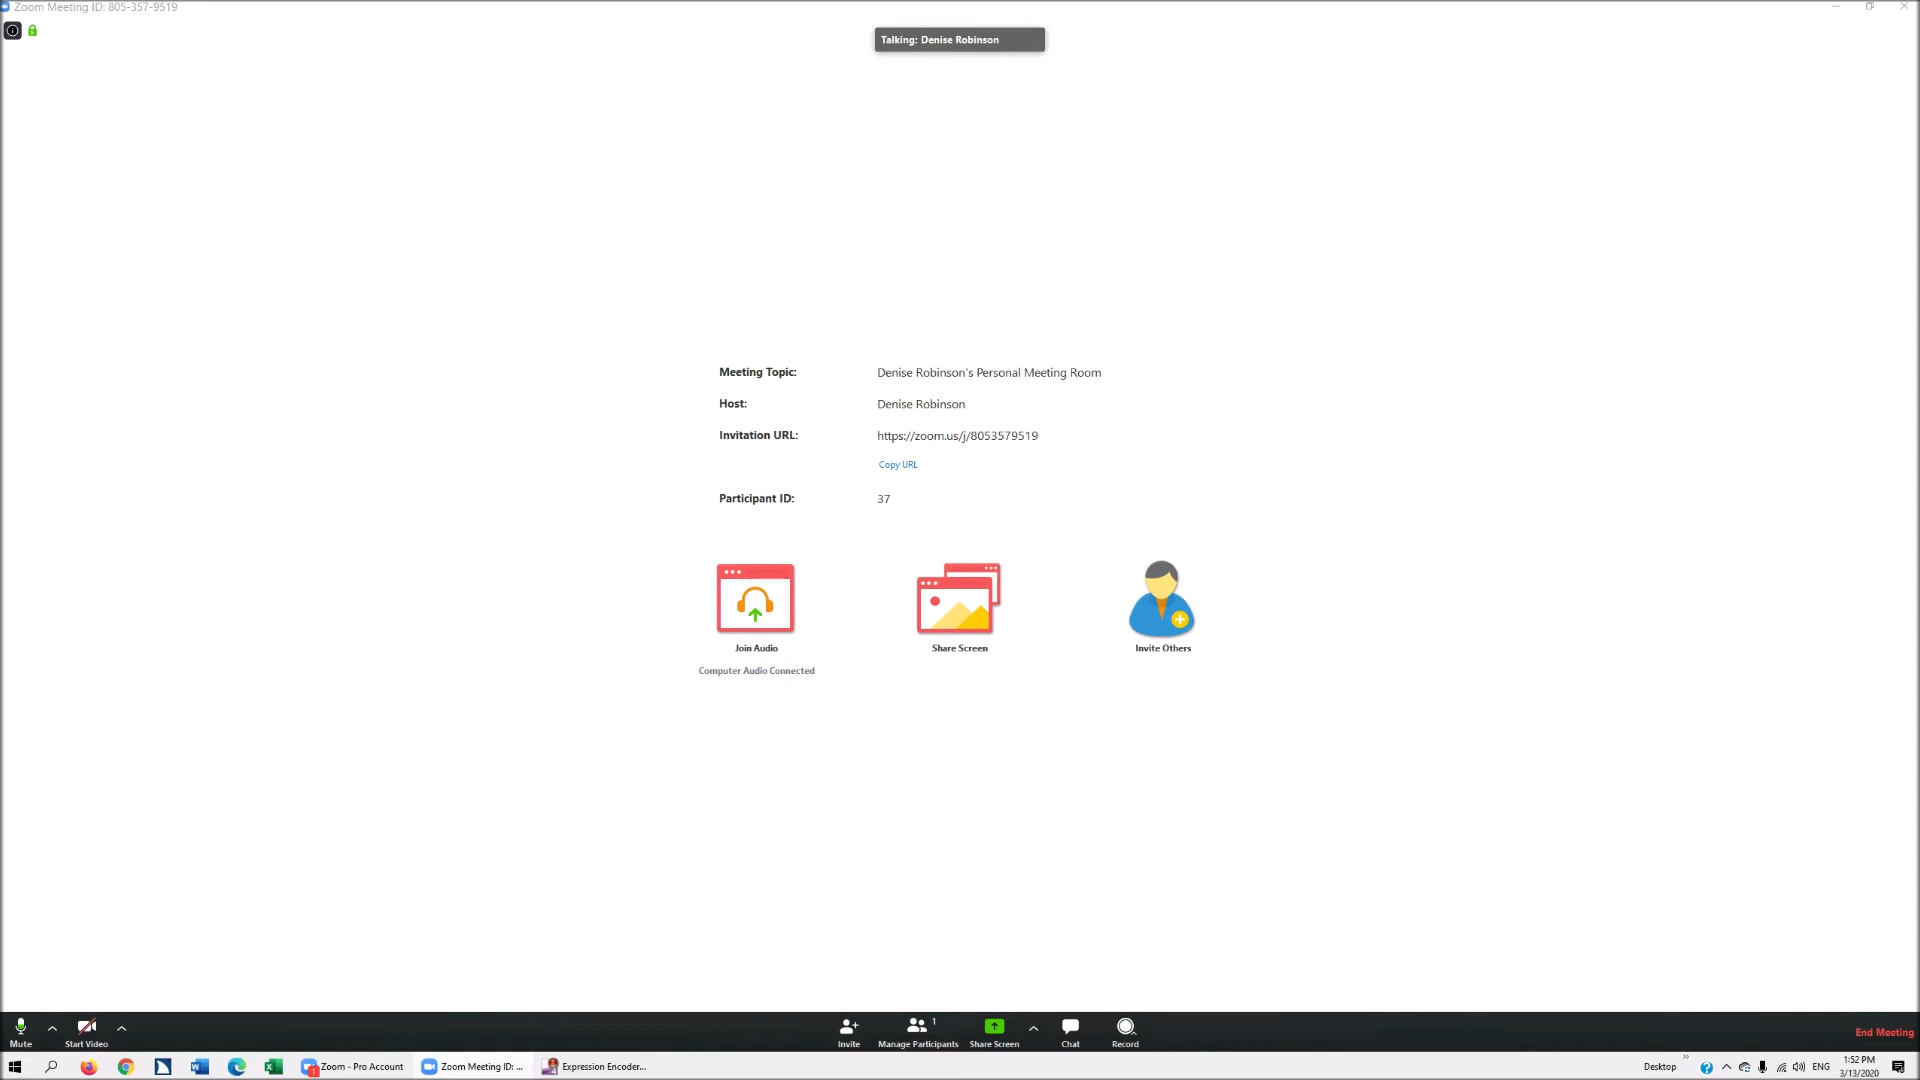 Zoom Meeting ID: 805-357-9519
Talking: Denise Robinson
Meeting Topic: Denise Robinson's Personal Meeting Room
Host: Denise Robinson
Invitation URL: https://zoom.us/j/8053579519
Copy URL
Participant ID: 37
Join Audio Share Screen Invite Others
Computer Audio Connected
1
Mute Start Video Invite Manage Participants Share Screen Chat Record End Meeting
1 Zoom - Pro Account Zoom Meeting ID: ... Expression Encoder... Desktop ENG 1:52 PM
3/13/2020